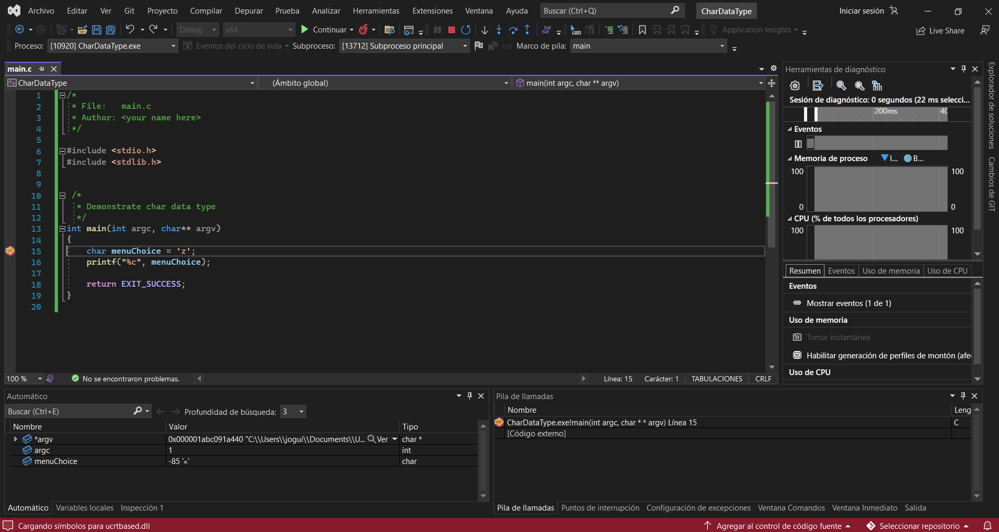 Archivo Editar Ver Git Proyecto Compilar Depurar Prueba Analizar Herramientas Extensiones Ventana Ayuda Buscar (Ctrl+Q) CharDataType Iniciar sesión
Debug x64 Continuar Application Insights Live Share
Proceso: [10920] CharDataType.exe Eventos del ciclo de vida Subproceso: [13712] Subproceso principal Marco de pila: main
main.c
CharDataType (Ámbito global) main(int argc, char ** argv)
1 /*
2 * File:   main.c
3 * Author: <your name here>
4 */
5
6 #include <stdio.h>
7 #include <stdlib.h>
8
9
10 /*
11 * Demonstrate char data type
12 */
13 int main(int argc, char** argv)
14 {
15 char menuChoice = 'z';
16 printf("%c", menuChoice);
17
18 return EXIT_SUCCESS;
19 }
20
100 % No se encontraron problemas. Línea: 15 Carácter: 1 TABULACIONES CRLF
Herramientas de diagnóstico
Sesión de diagnóstico: 0 segundos (22 ms selecci...
200ms 40
Eventos
Memoria de proceso I... B...
100 100
0 0
CPU (% de todos los procesadores)
100 100
Resumen Eventos Uso de memoria Uso de CPU
Eventos
Mostrar eventos (1 de 1)
Uso de memoria
Tomar instantánea
Habilitar generación de perfiles de montón (afec
Uso de CPU
Explorador de soluciones
Cambios de GIT
Automático
Buscar (Ctrl+E) Profundidad de búsqueda: 3
Nombre Valor Tipo
*argv 0x000001abc091a440 "C:\\Users\\jogui\\Documents\\U... Ver char *
argc 1 int
menuChoice -85 '«' char
Automático Variables locales Inspección 1
Pila de llamadas
Nombre Leng
CharDataType.exe!main(int argc, char * * argv) Línea 15 C
[Código externo]
Pila de llamadas Puntos de interrupción Configuración de excepciones Ventana Comandos Ventana Inmediato Salida
Cargando símbolos para ucrtbased.dll Agregar al control de código fuente Seleccionar repositorio